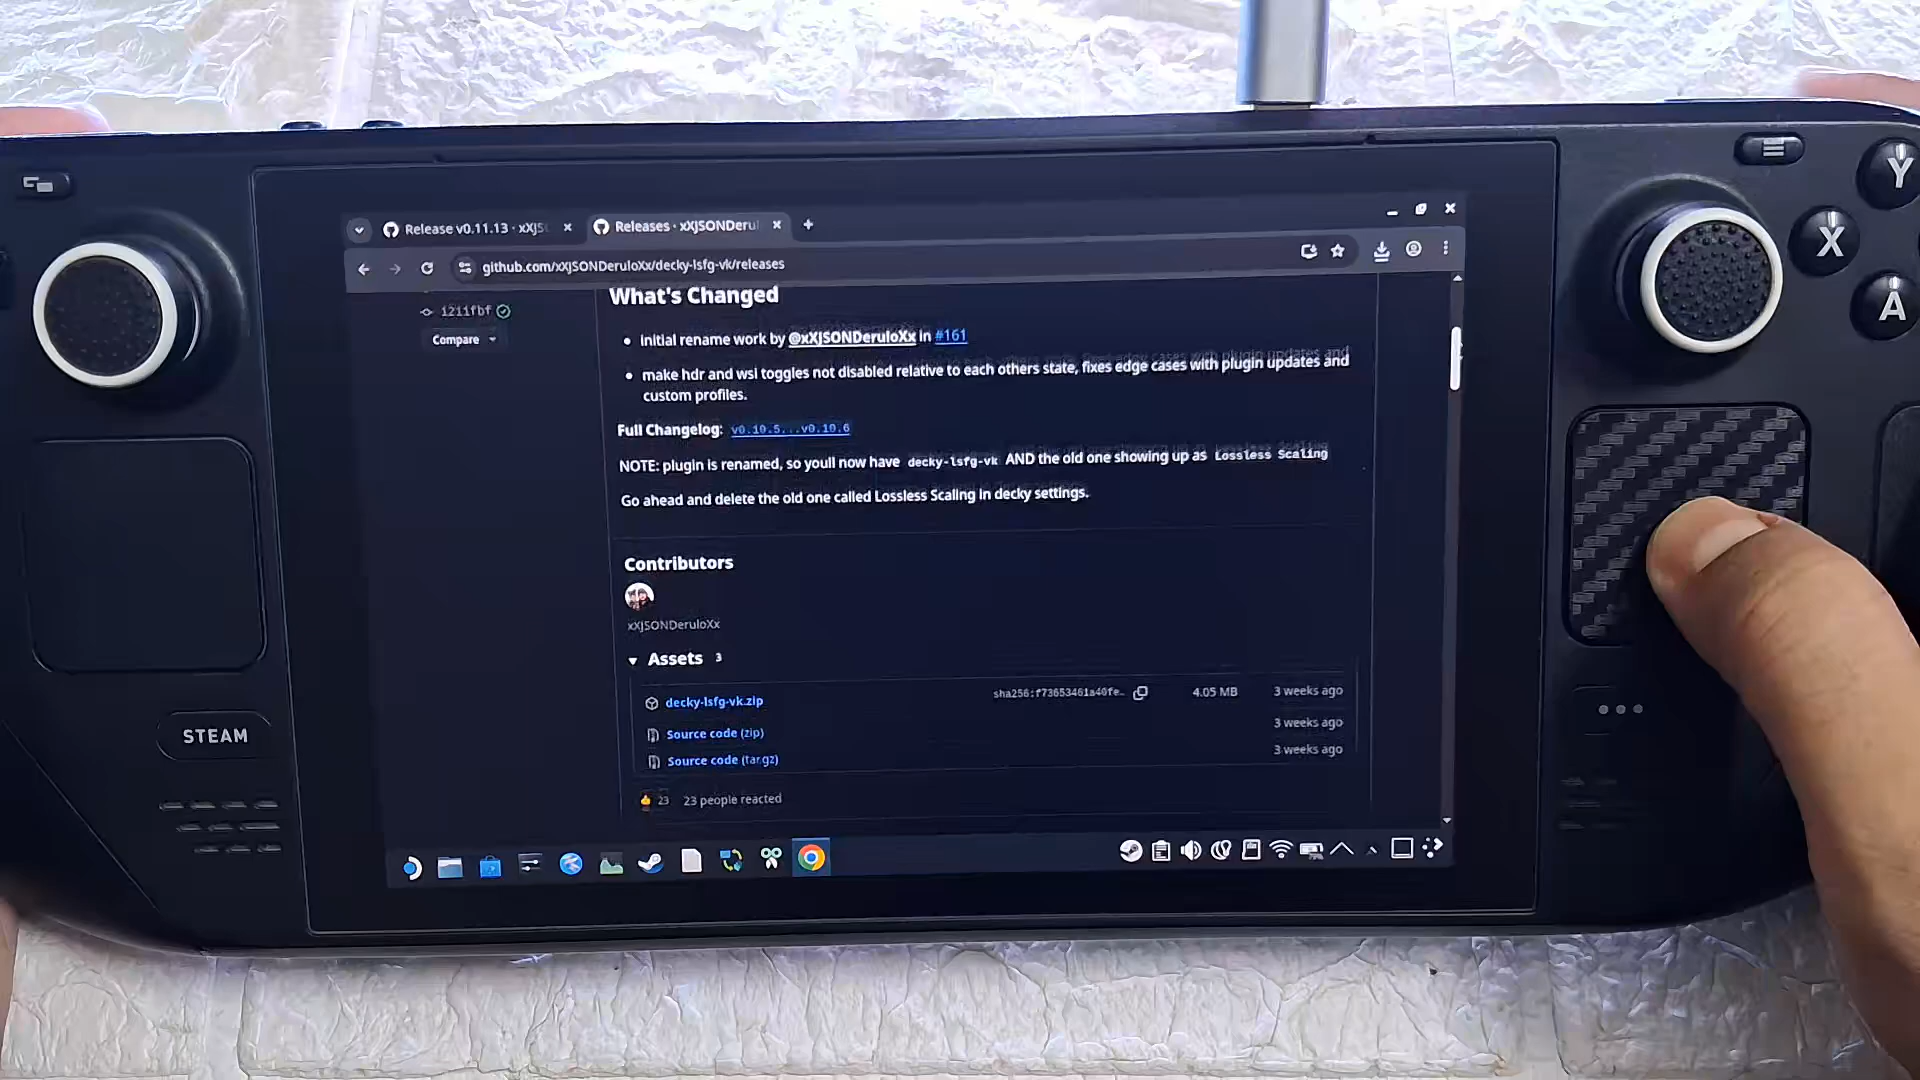 Release v0.11.13 · xXJS
Releases · xXJSONDerul
github.com/xXJSONDeruloXx/decky-lsfg-vk/releases
1211fbf
Compare
What's Changed
initial rename work by @xXJSONDeruloXx in #161
make hdr and wsi toggles not disabled relative to each others state, fixes edge cases with plugin updates and
custom profiles.
Full Changelog: v0.10.5...v0.10.6
NOTE: plugin is renamed, so youll now have decky-lsfg-vk AND the old one showing up as Lossless Scaling
Go ahead and delete the old one called Lossless Scaling in decky settings.
Contributors
xXJSONDeruloXx
Assets 3
decky-lsfg-vk.zip sha256:f73653461a40fe… 4.05 MB 3 weeks ago
Source code (zip) 3 weeks ago
Source code (tar.gz) 3 weeks ago
23 23 people reacted
STEAM
Y
X
A